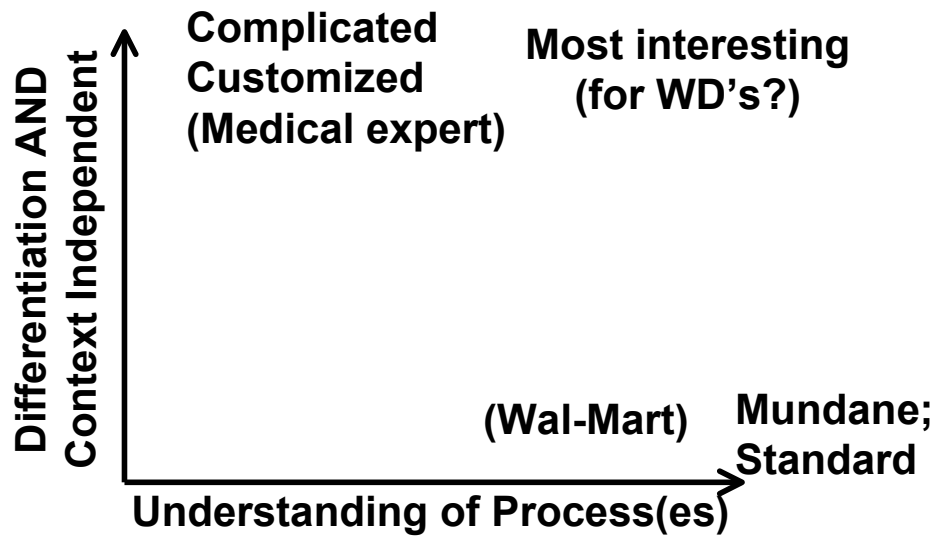 Differentiation AND
Context Independent
Complicated
Customized
(Medical expert)
Most interesting
(for WD's?)
(Wal-Mart)
Mundane;
Standard
Understanding of Process(es)